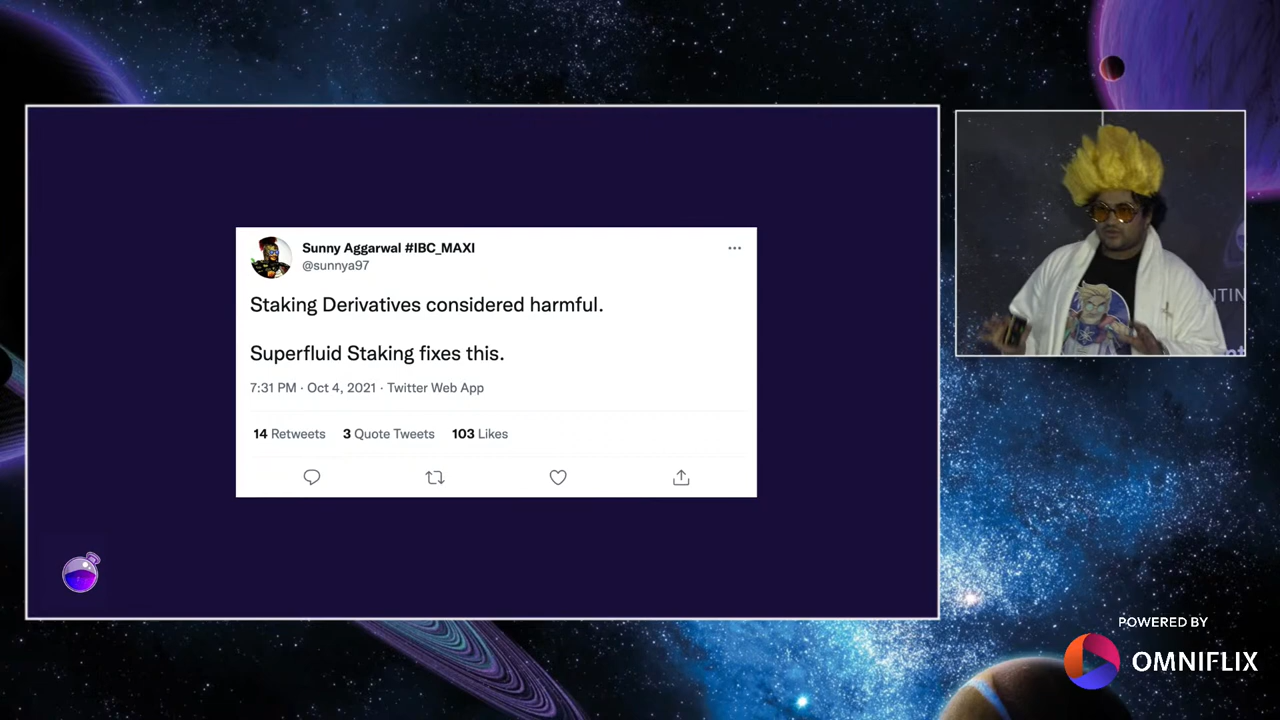 Sunny Aggarwal #IBC_MAXI
@sunnya97
Staking Derivatives considered harmful.
Superfluid Staking fixes this.
7:31 PM · Oct 4, 2021 · Twitter Web App
14 Retweets 3 Quote Tweets 103 Likes
POWERED BY
OMNIFLIX